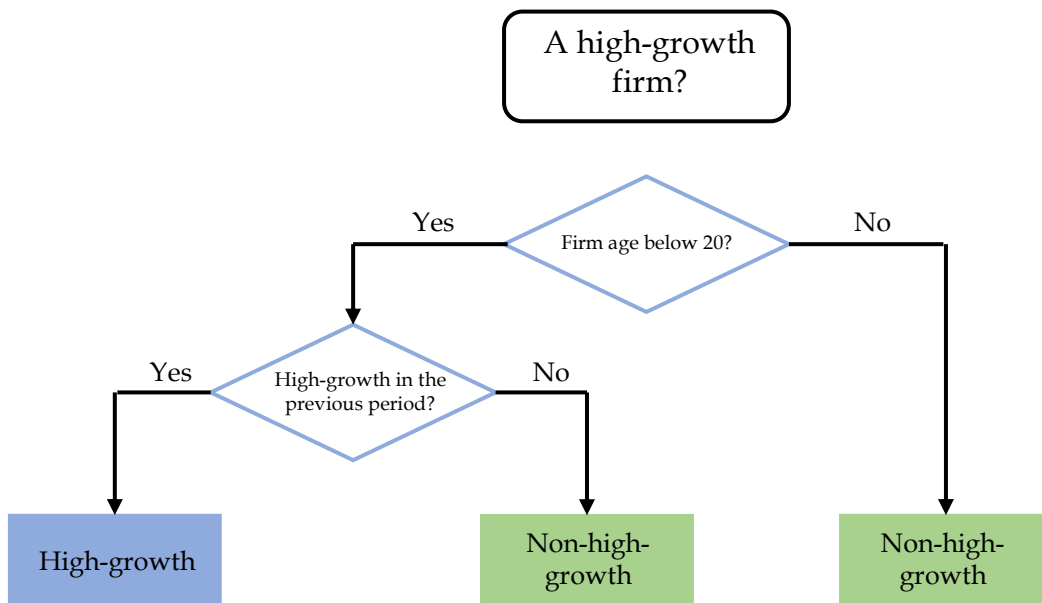 A high-growth
firm?
Yes
No
Firm age below 20?
Yes
No
High-growth in the
previous period?
High-growth
Non-high-
growth
Non-high-
growth